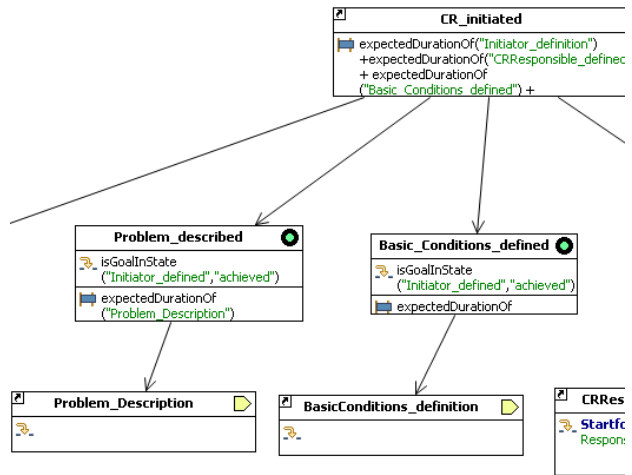 CR_initiated
expectedDurationOf("Initiator_definition")
+expectedDurationOf("CRResponsible_defined
+ expectedDurationOf
("Basic_Conditions_defined") +
Problem_described
isGoalInState
("Initiator_defined","achieved")
expectedDurationOf
("Problem_Description")
Basic_Conditions_defined
isGoalInState
("Initiator_defined","achieved")
expectedDurationOf
Problem_Description
BasicConditions_definition
CRRes
Startfo
Respons